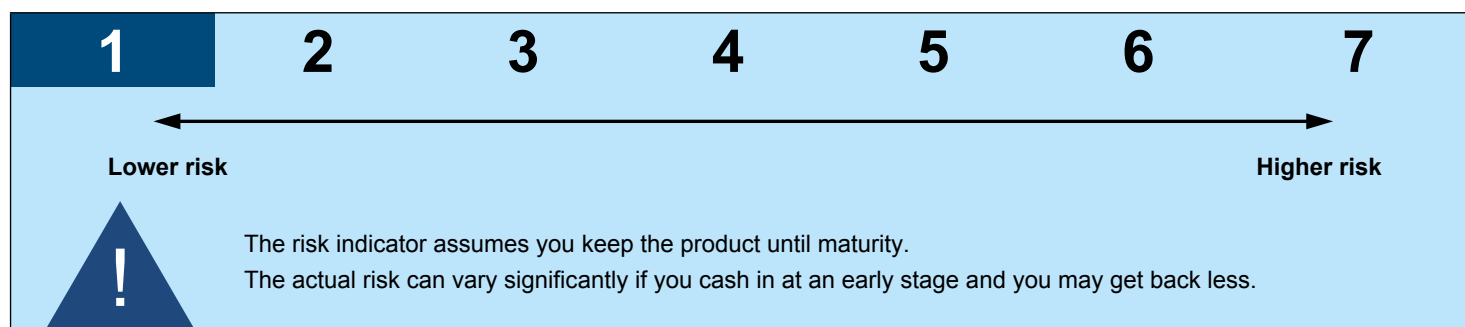 1 2 3 4 5 6 7
Lower risk Higher risk
!
The risk indicator assumes you keep the product until maturity.
The actual risk can vary significantly if you cash in at an early stage and you may get back less.